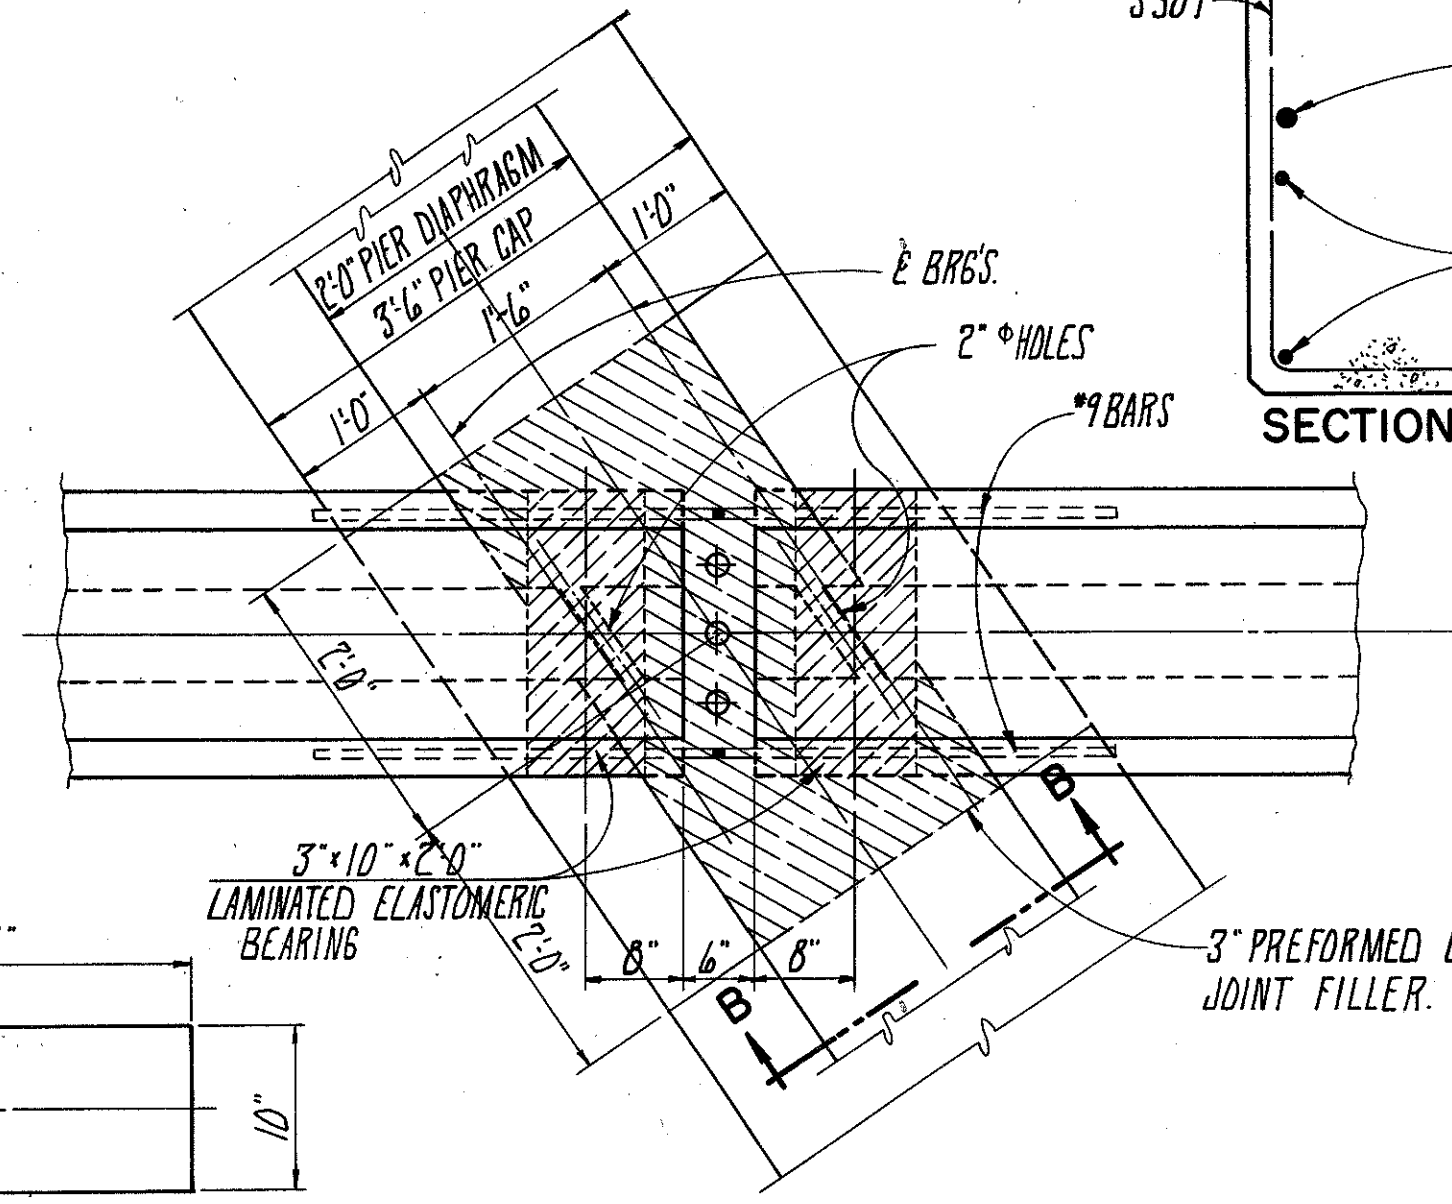 S501
2'-0" PIER DIAPHRAGM
3'-6" PIER CAP
1'-0"
1'-6"
1'-0"
℄ BRG'S.
2" Φ HOLES
#9 BARS
SECTION
2'-0"
3" x 10" x 2'-0"
LAMINATED ELASTOMERIC
BEARING
2'-0"
8"
6"
8"
B
B
3" PREFORMED
JOINT FILLER.
10"